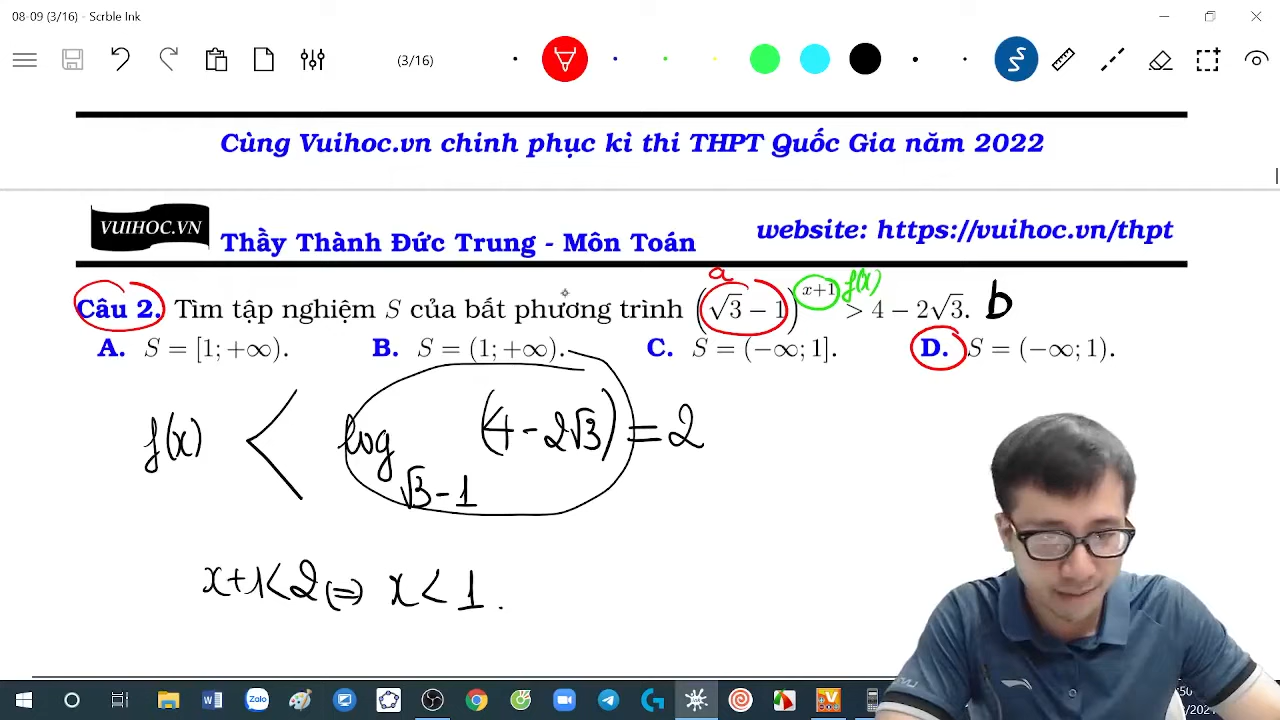 08-09 (3/16) - Scrble Ink
(3/16)
Cùng Vuihoc.vn chinh phục kì thi THPT Quốc Gia năm 2022
VUIHOC.VN
Thầy Thành Đức Trung - Môn Toán
website: https://vuihoc.vn/thpt
a
f(x)
Câu 2. Tìm tập nghiệm S của bất phương trình (√3 − 1)^(x+1) > 4 − 2√3. b
A. S = [1; +∞). B. S = (1; +∞). C. S = (−∞; 1]. D. S = (−∞; 1).
f(x) < log_(√3−1) (4−2√3) = 2
x+1<2 ⇔ x < 1.
Zalo